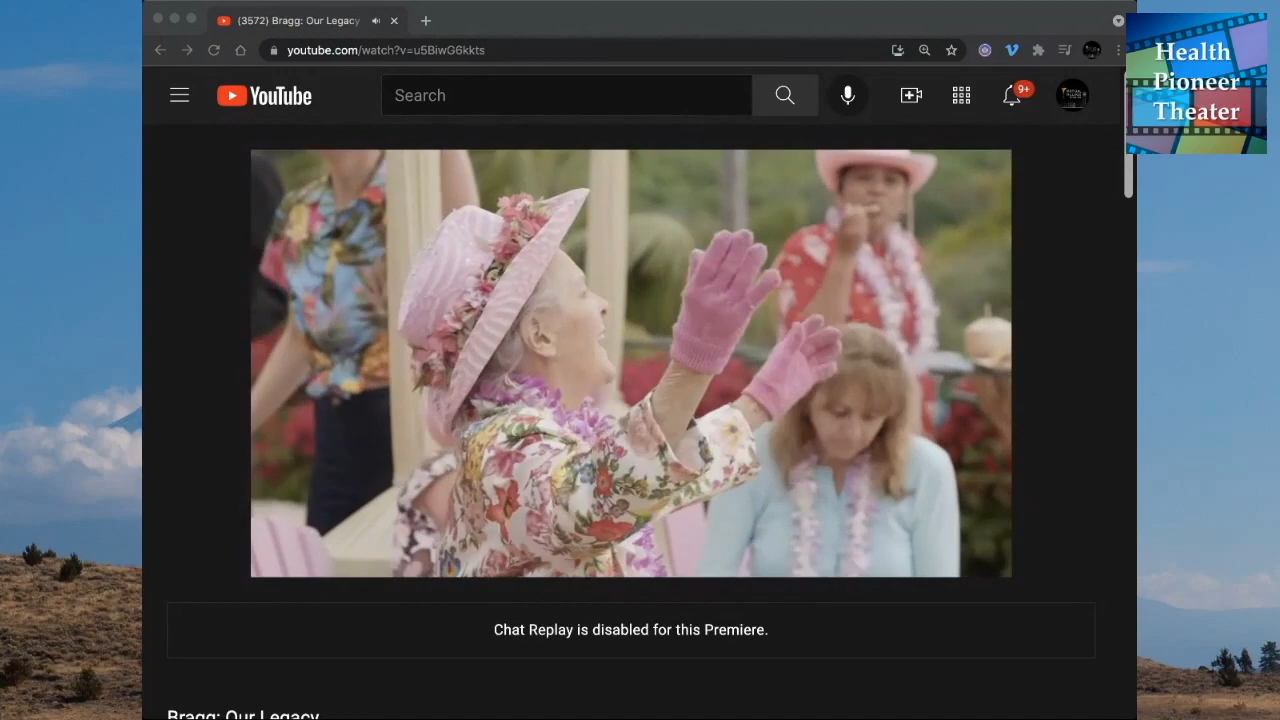 (3572) Bragg: Our Legacy
youtube.com/watch?v=u5BiwG6kkts
YouTube
Search
9+
Health
Pioneer
Theater
Chat Replay is disabled for this Premiere.
Bragg: Our Legacy